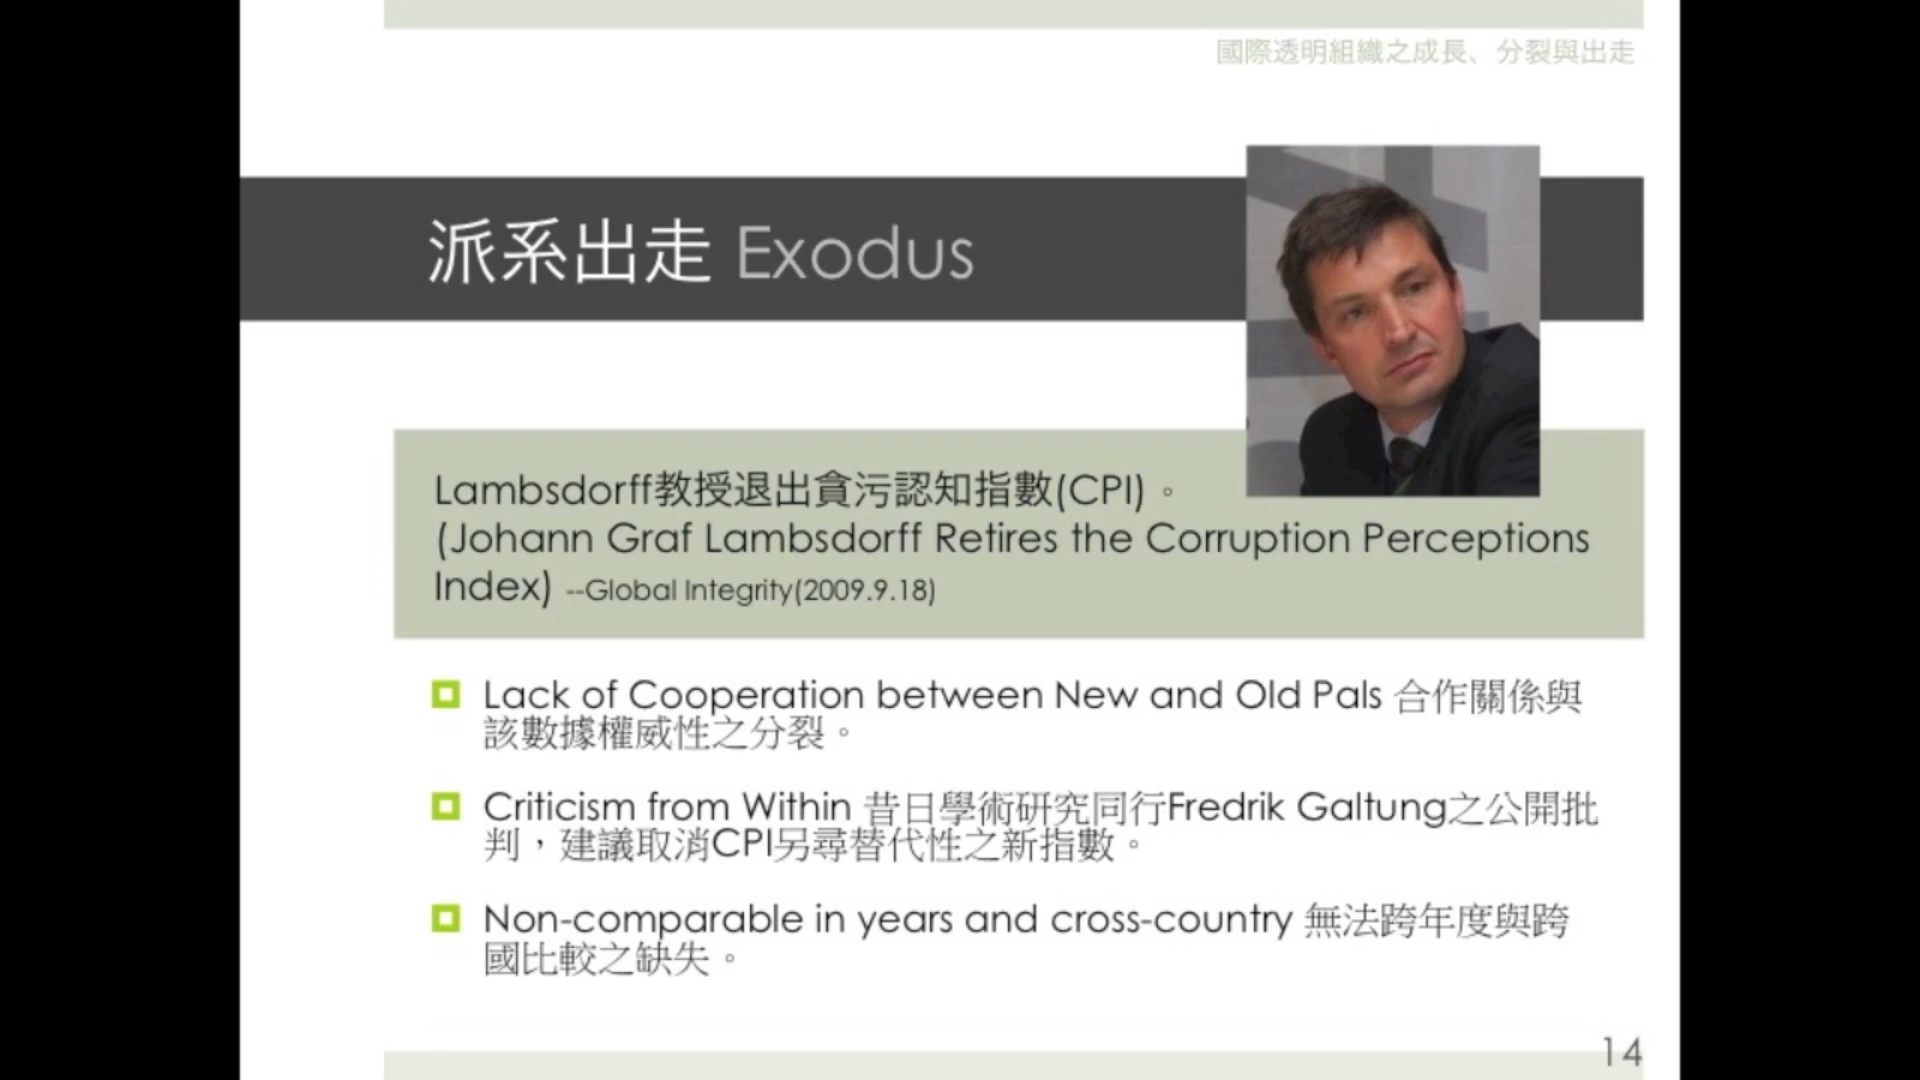 國際透明組織之成長、分裂與出走
派系出走 Exodus
Lambsdorff教授退出貪污認知指數(CPI)。
(Johann Graf Lambsdorff Retires the Corruption Perceptions
Index) --Global Integrity(2009.9.18)
Lack of Cooperation between New and Old Pals 合作關係與
該數據權威性之分裂。
Criticism from Within 昔日學術研究同行Fredrik Galtung之公開批
判，建議取消CPI另尋替代性之新指數。
Non-comparable in years and cross-country 無法跨年度與跨
國比較之缺失。
14